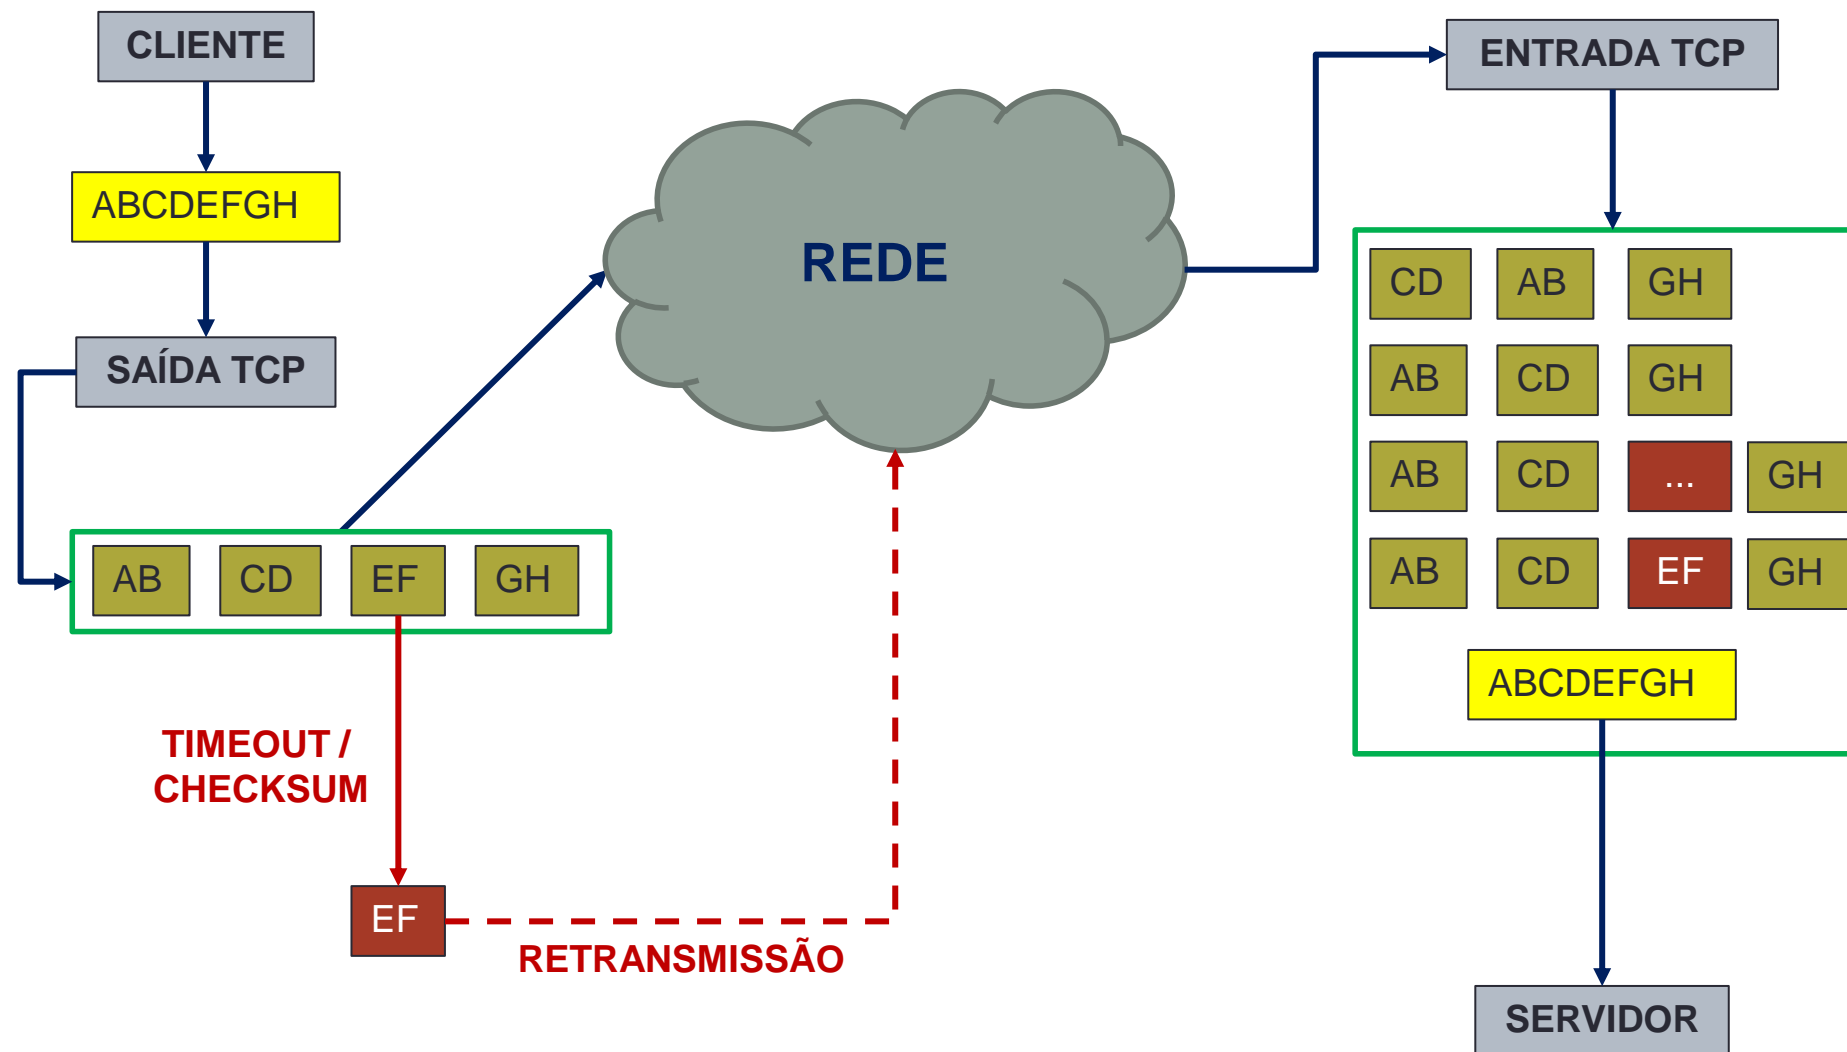 CLIENTE
ABCDEFGH
SAÍDA TCP
AB CD EF GH
TIMEOUT /
CHECKSUM
EF
RETRANSMISSÃO
REDE
ENTRADA TCP
CD AB GH
AB CD GH
AB CD ... GH
AB CD EF GH
ABCDEFGH
SERVIDOR